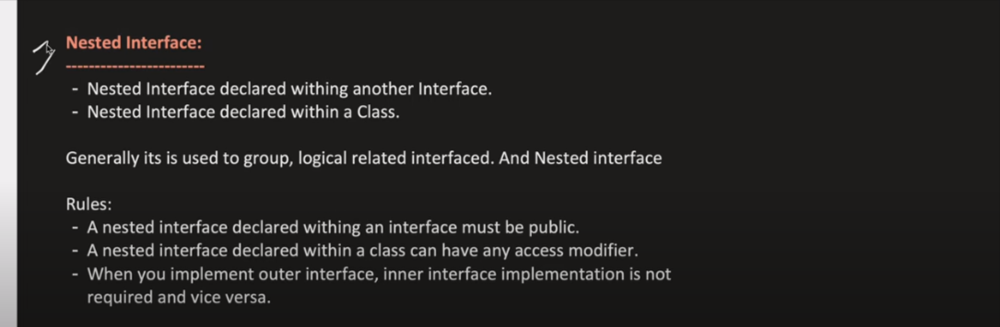 Nested Interface:
------------------------
- Nested Interface declared withing another Interface.
- Nested Interface declared within a Class.
Generally its is used to group, logical related interfaced. And Nested interface
Rules:
- A nested interface declared withing an interface must be public.
- A nested interface declared within a class can have any access modifier.
- When you implement outer interface, inner interface implementation is not
required and vice versa.